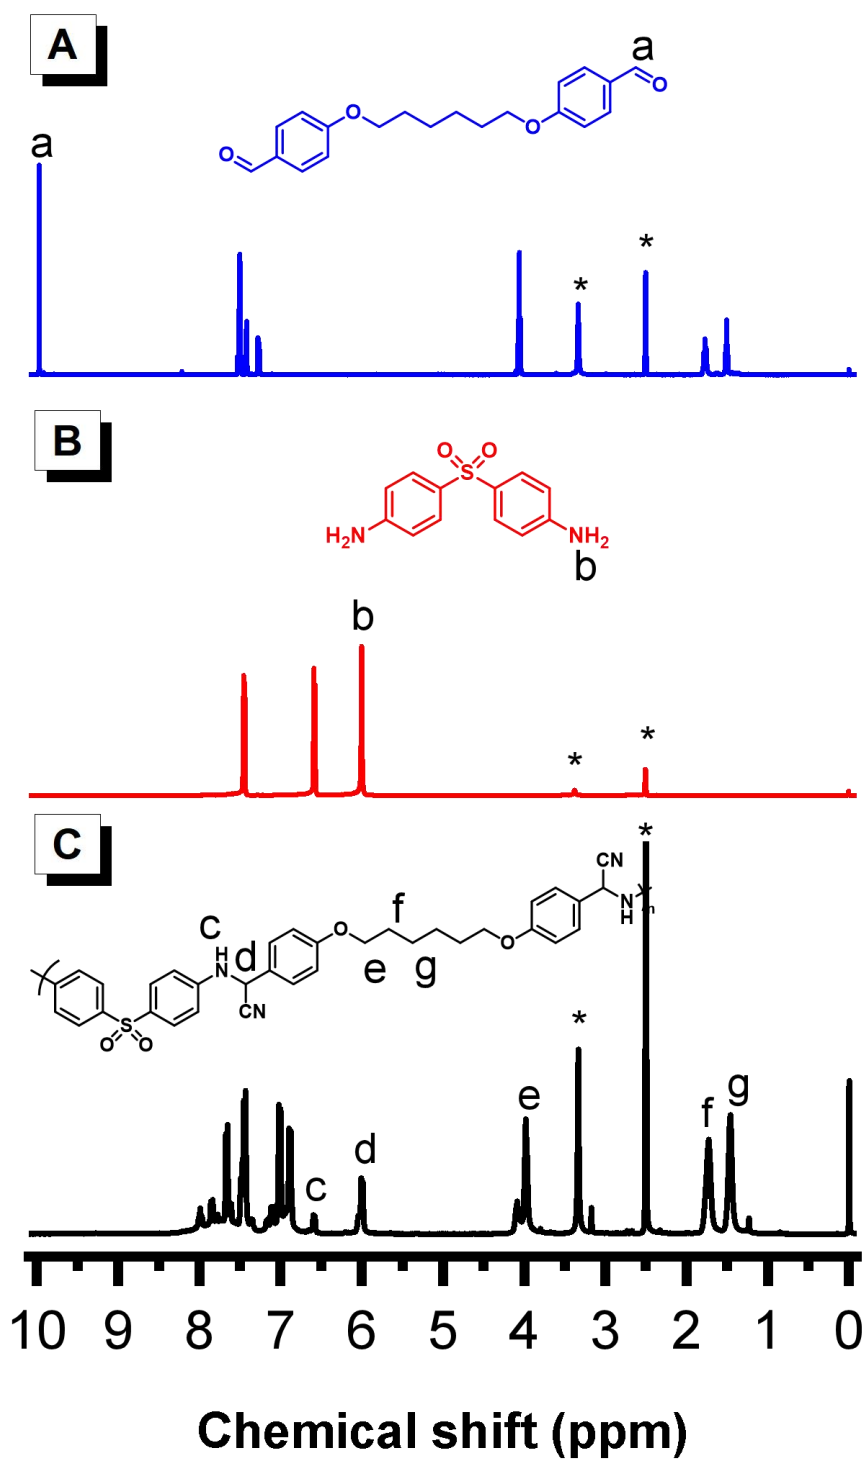 A
a
O
O
O
O
a
*
*
B
O O
S
H₂N
NH₂
b
b
*
*
C
*
CN
N
H
n
f
O
O
c
H
N
d
e
g
CN
S
O O
*
e
g
f
d
c
10 9 8 7 6 5 4 3 2 1 0
Chemical shift (ppm)